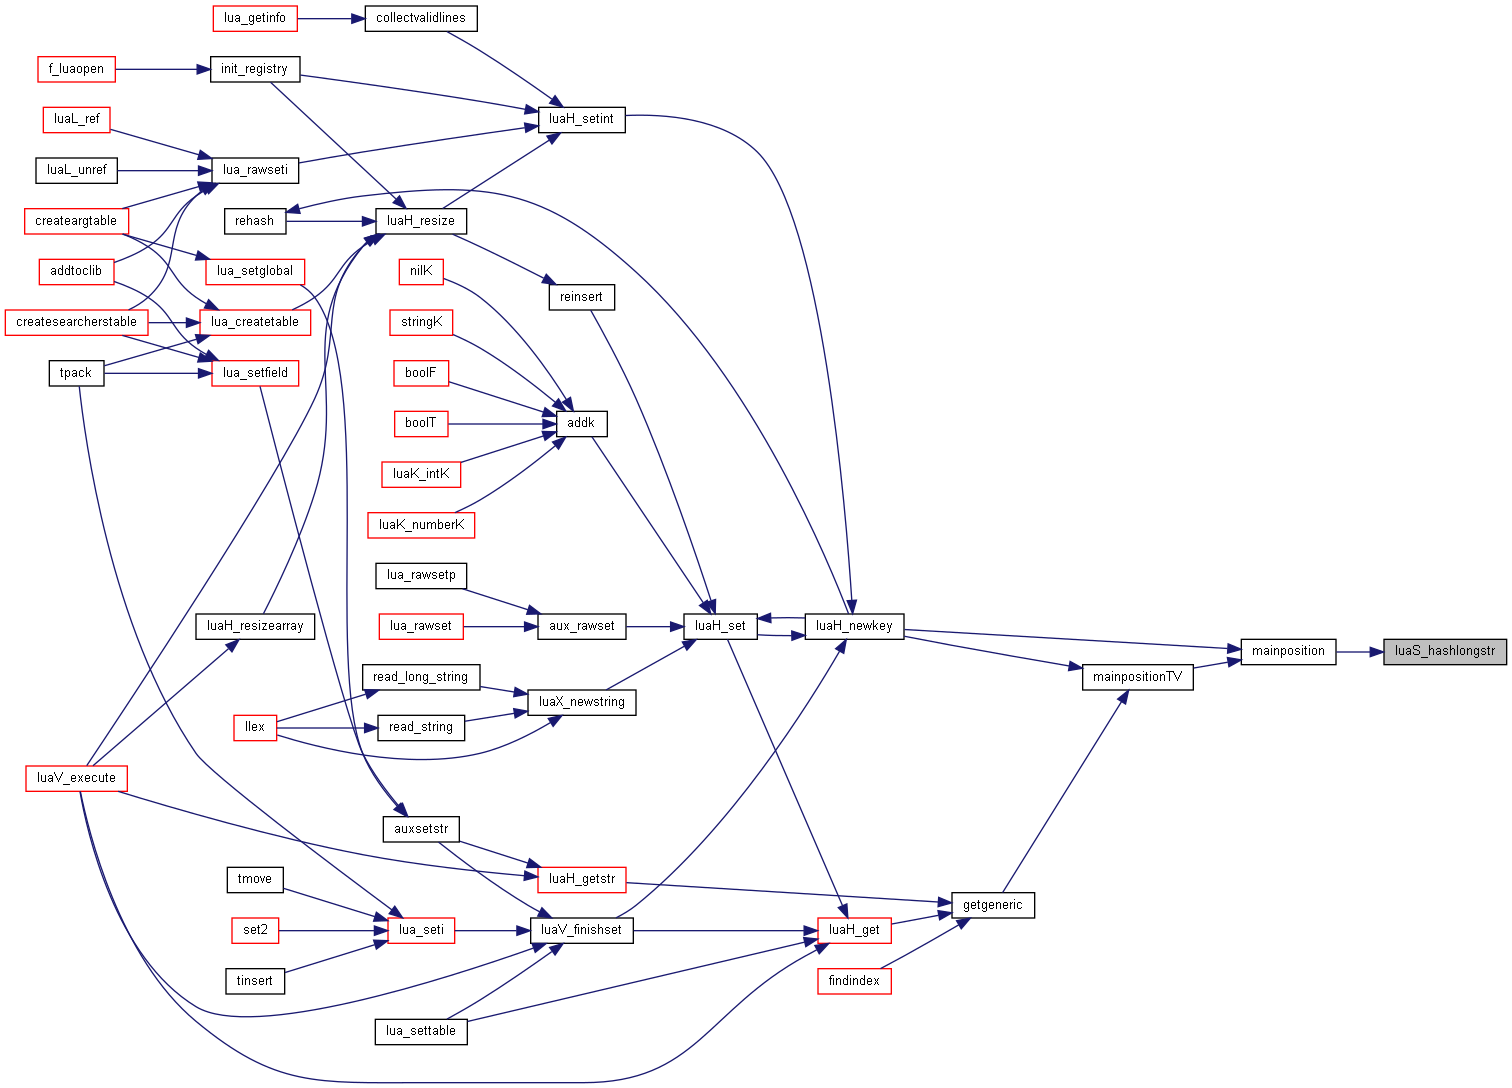 lua_getinfo
collectvalidlines
f_luaopen
init_registry
luaL_ref
luaH_setint
luaL_unref
lua_rawseti
createargtable
rehash
luaH_resize
addtoclib
lua_setglobal
nilK
reinsert
createsearcherstable
lua_createtable
stringK
tpack
lua_setfield
boolF
boolT
addk
luaK_intK
luaK_numberK
lua_rawsetp
luaH_resizearray
lua_rawset
aux_rawset
luaH_set
luaH_newkey
mainposition
luaS_hashlongstr
read_long_string
mainpositionTV
luaX_newstring
llex
read_string
luaV_execute
auxsetstr
tmove
luaH_getstr
getgeneric
set2
lua_seti
luaV_finishset
luaH_get
tinsert
findindex
lua_settable